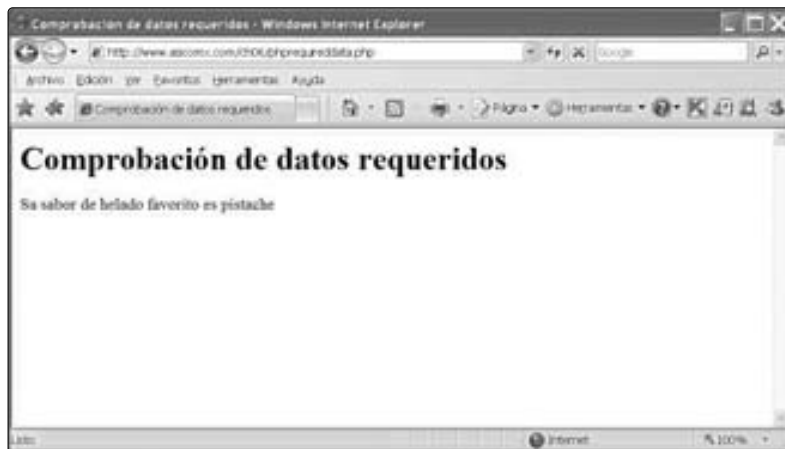 Comprobación de datos requeridos - Windows Internet Explorer
Google
Archivo Edición Ver Favoritos Herramientas Ayuda
Comprobación de datos requeridos
Página Herramientas
Comprobación de datos requeridos
Su sabor de helado favorito es pistache
Listo
Internet
100%